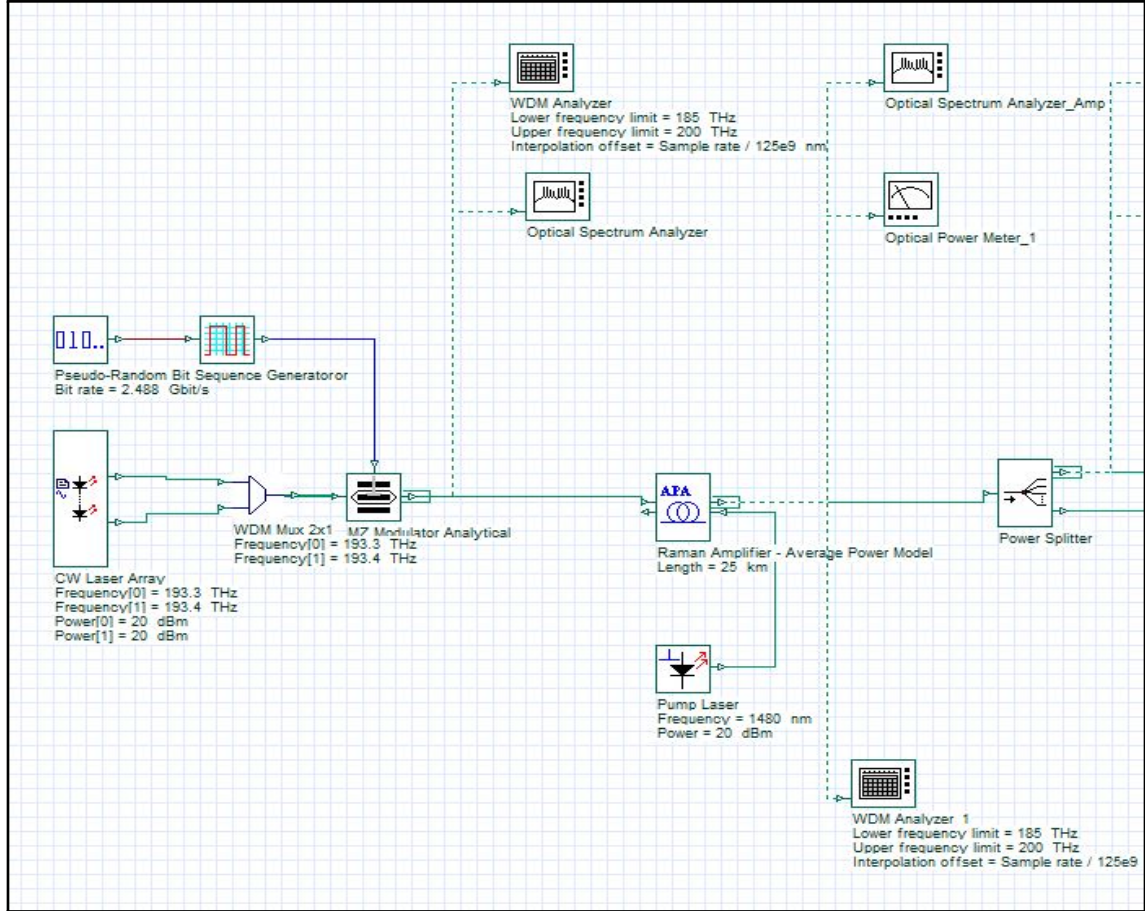 WDM Analyzer
Lower frequency limit = 185 THz
Upper frequency limit = 200 THz
Interpolation offset = Sample rate / 125e9 nm
Optical Spectrum Analyzer_Amp
Optical Spectrum Analyzer
Optical Power Meter_1
010..
Pseudo-Random Bit Sequence Generatoror
Bit rate = 2.488 Gbit/s
WDM Mux 2x1
Frequency[0] = 193.3 THz
Frequency[1] = 193.4 THz
MZ Modulator Analytical
APA
Raman Amplifier - Average Power Model
Length = 25 km
Power Splitter
CW Laser Array
Frequency[0] = 193.3 THz
Frequency[1] = 193.4 THz
Power[0] = 20 dBm
Power[1] = 20 dBm
Pump Laser
Frequency = 1480 nm
Power = 20 dBm
WDM Analyzer_1
Lower frequency limit = 185 THz
Upper frequency limit = 200 THz
Interpolation offset = Sample rate / 125e9